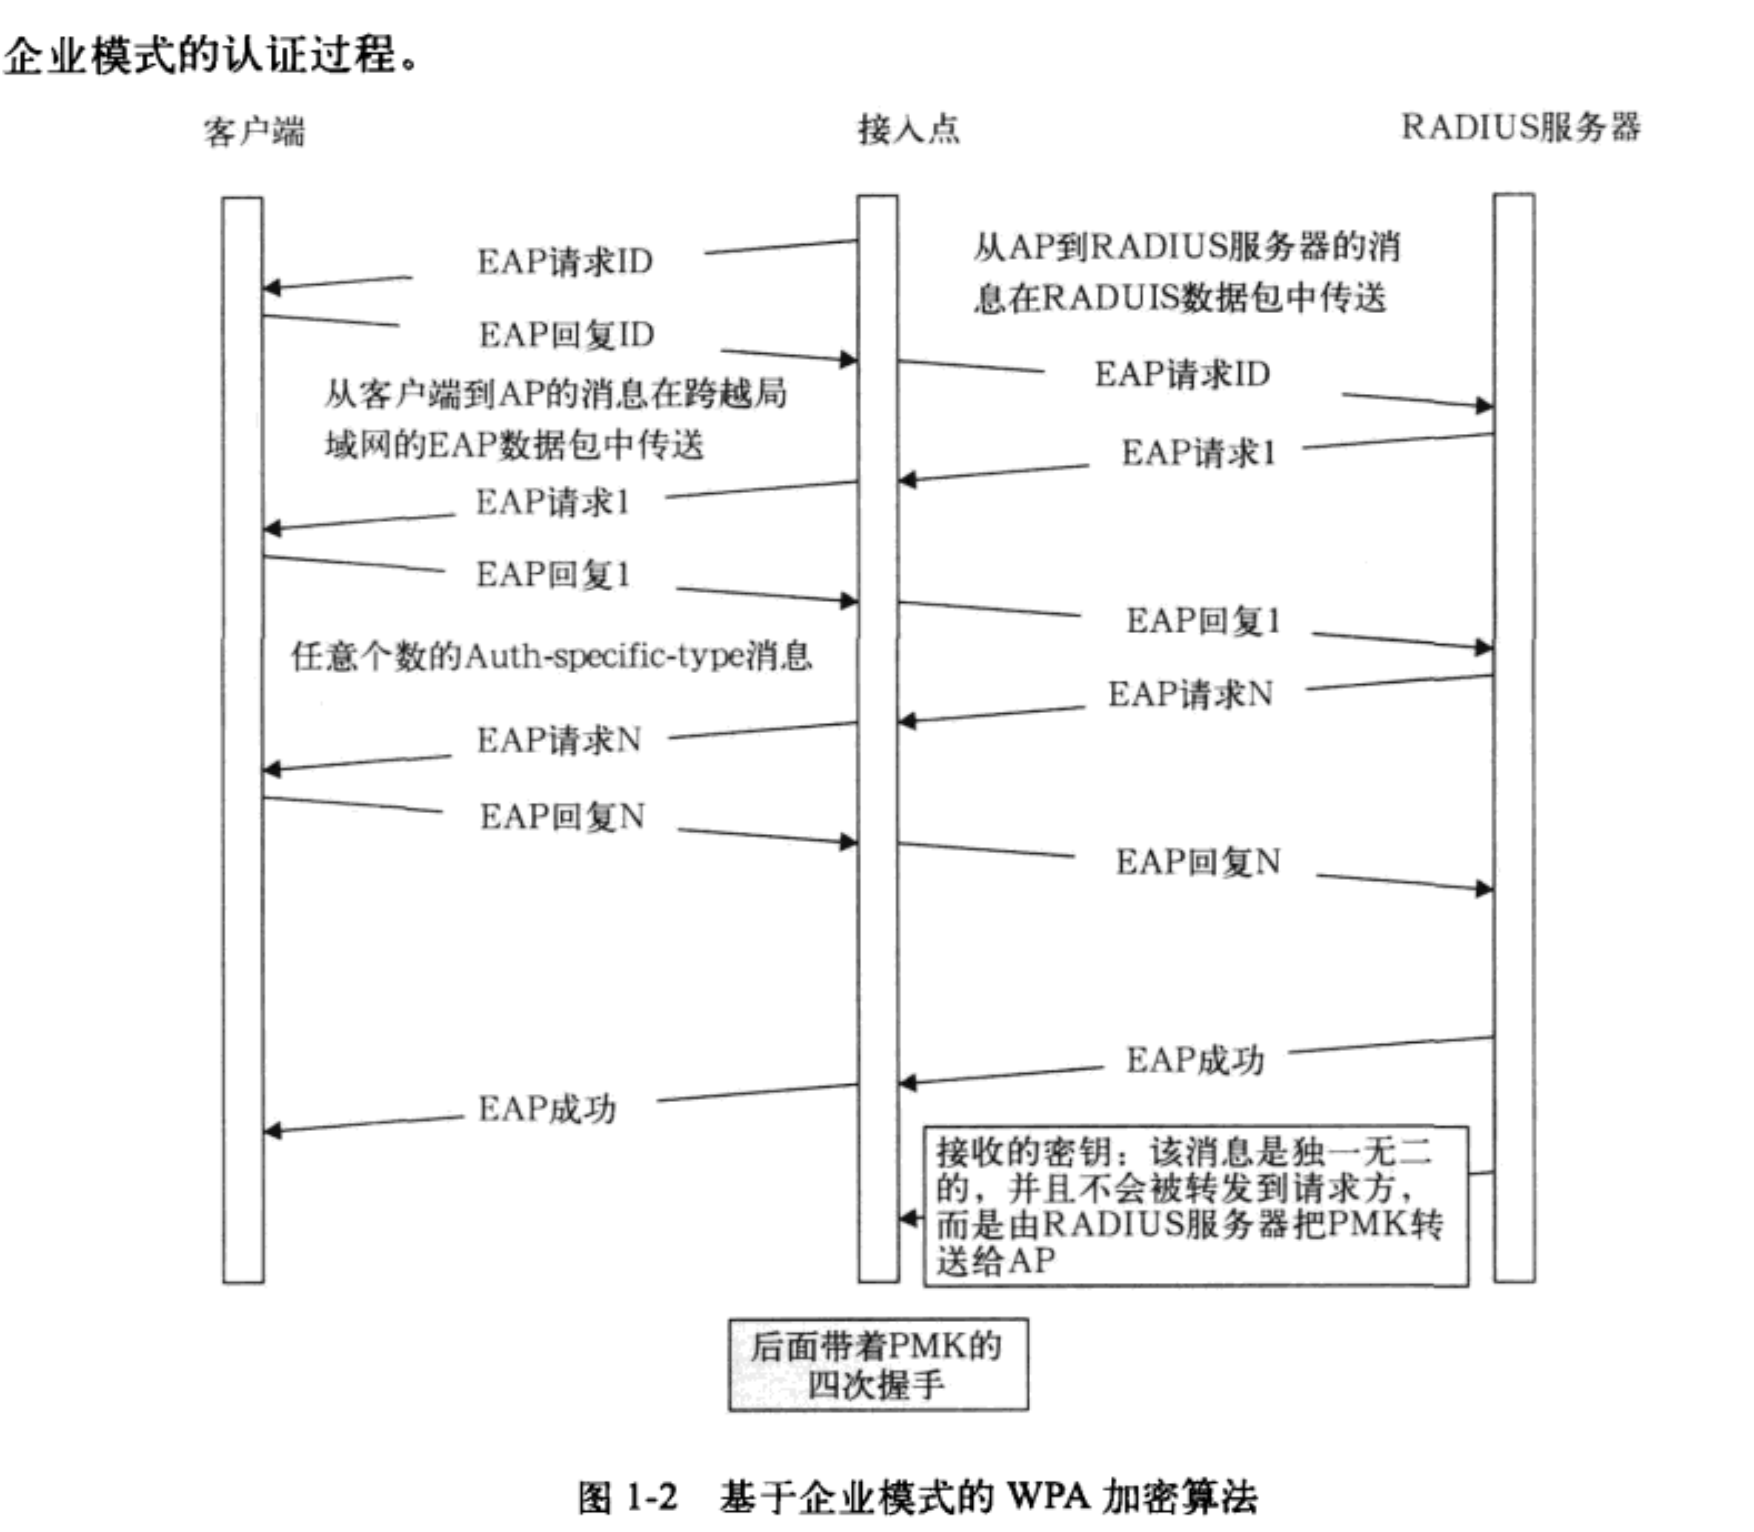 企业模式的认证过程。
客户端
接入点
RADIUS服务器
EAP请求ID
从AP到RADIUS服务器的消
息在RADUIS数据包中传送
EAP回复ID
EAP请求ID
从客户端到AP的消息在跨越局
域网的EAP数据包中传送
EAP请求1
EAP请求1
EAP回复1
EAP回复1
任意个数的Auth-specific-type消息
EAP请求N
EAP请求N
EAP回复N
EAP回复N
EAP成功
EAP成功
接收的密钥：该消息是独一无二
的，并且不会被转发到请求方，
而是由RADIUS服务器把PMK转
送给AP
后面带着PMK的
四次握手
图 1-2 基于企业模式的 WPA 加密算法